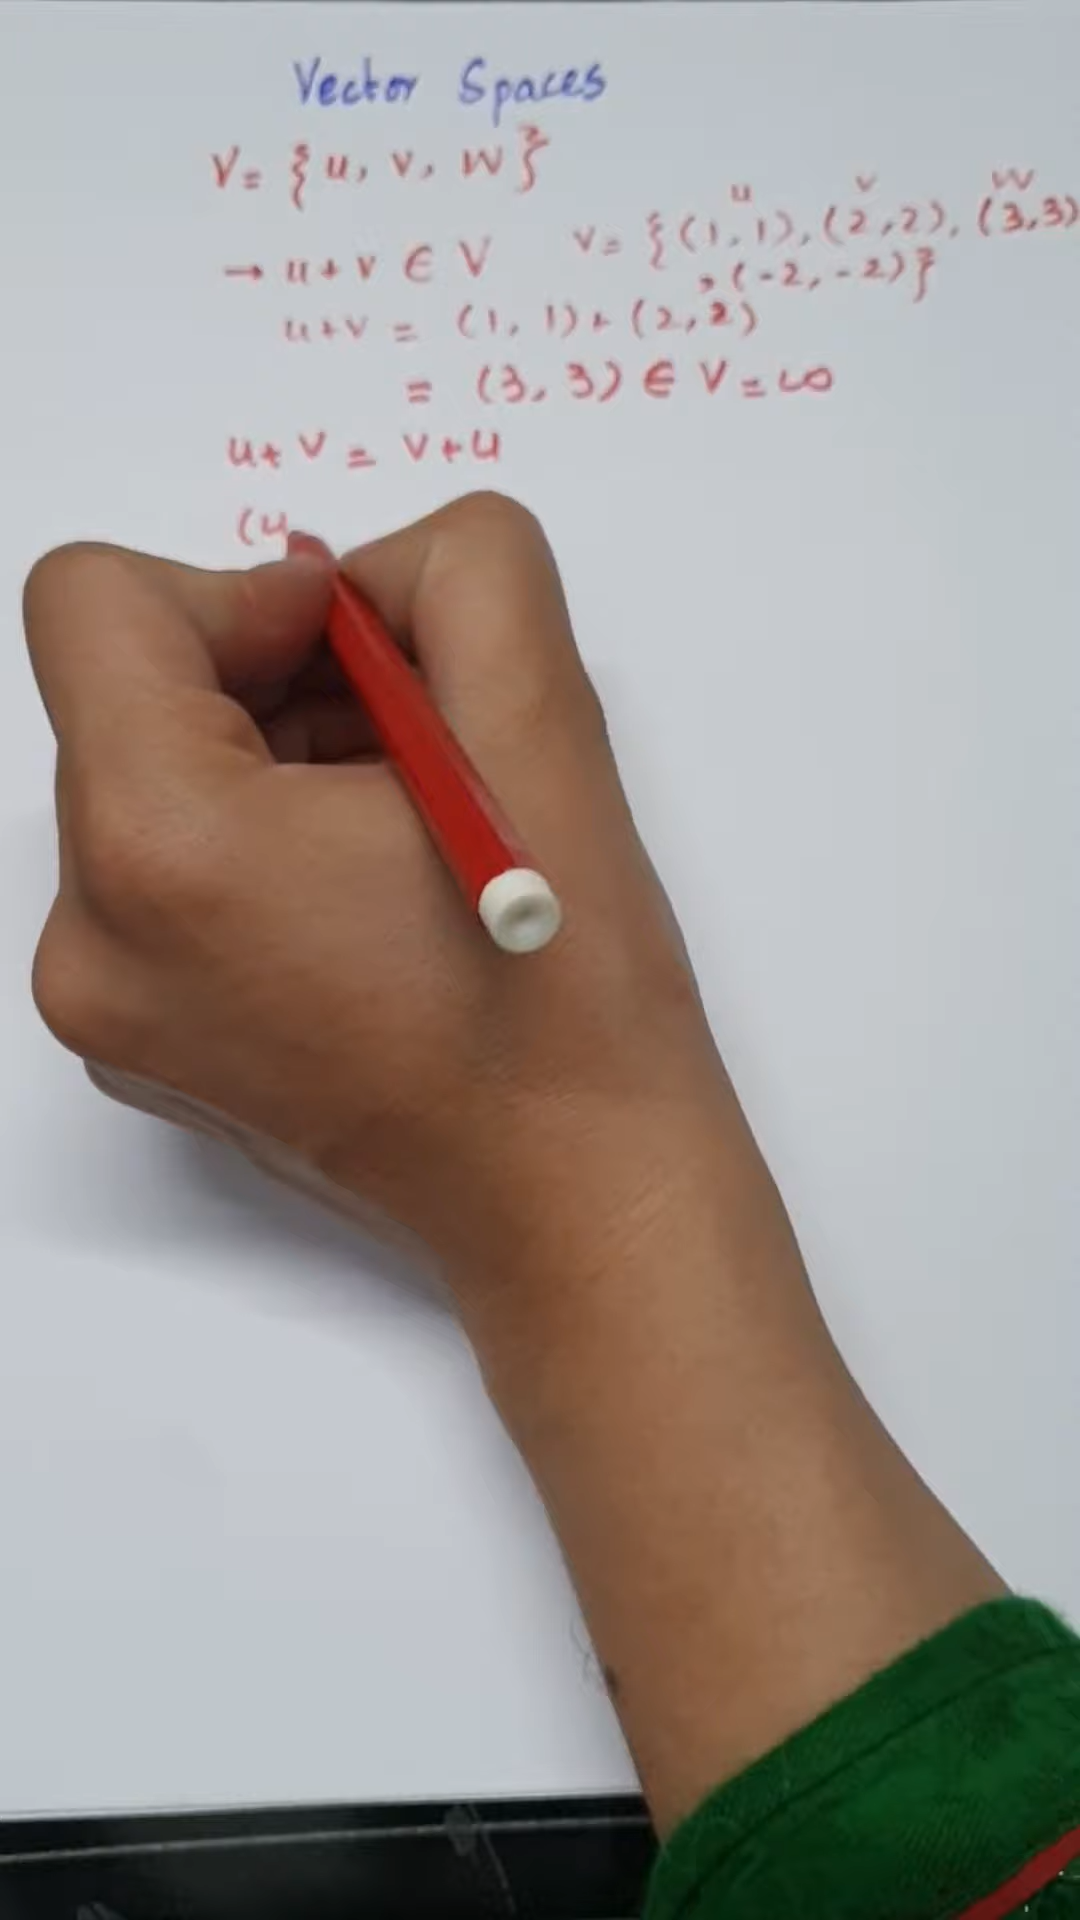 Vector Spaces
V = {u, v, w}
u v w
→ u + v ∈ V V = {(1, 1), (2, 2), (3, 3)
, (-2, -2)}
u + v = (1, 1) + (2, 2)
= (3, 3) ∈ V = ω
u + v = v + u
(u